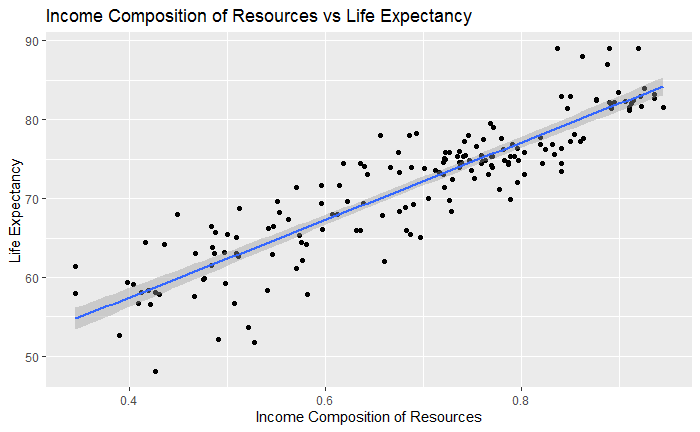 Income Composition of Resources vs Life Expectancy
90
80
70
60
50
Life Expectancy
0.4
0.6
0.8
Income Composition of Resources